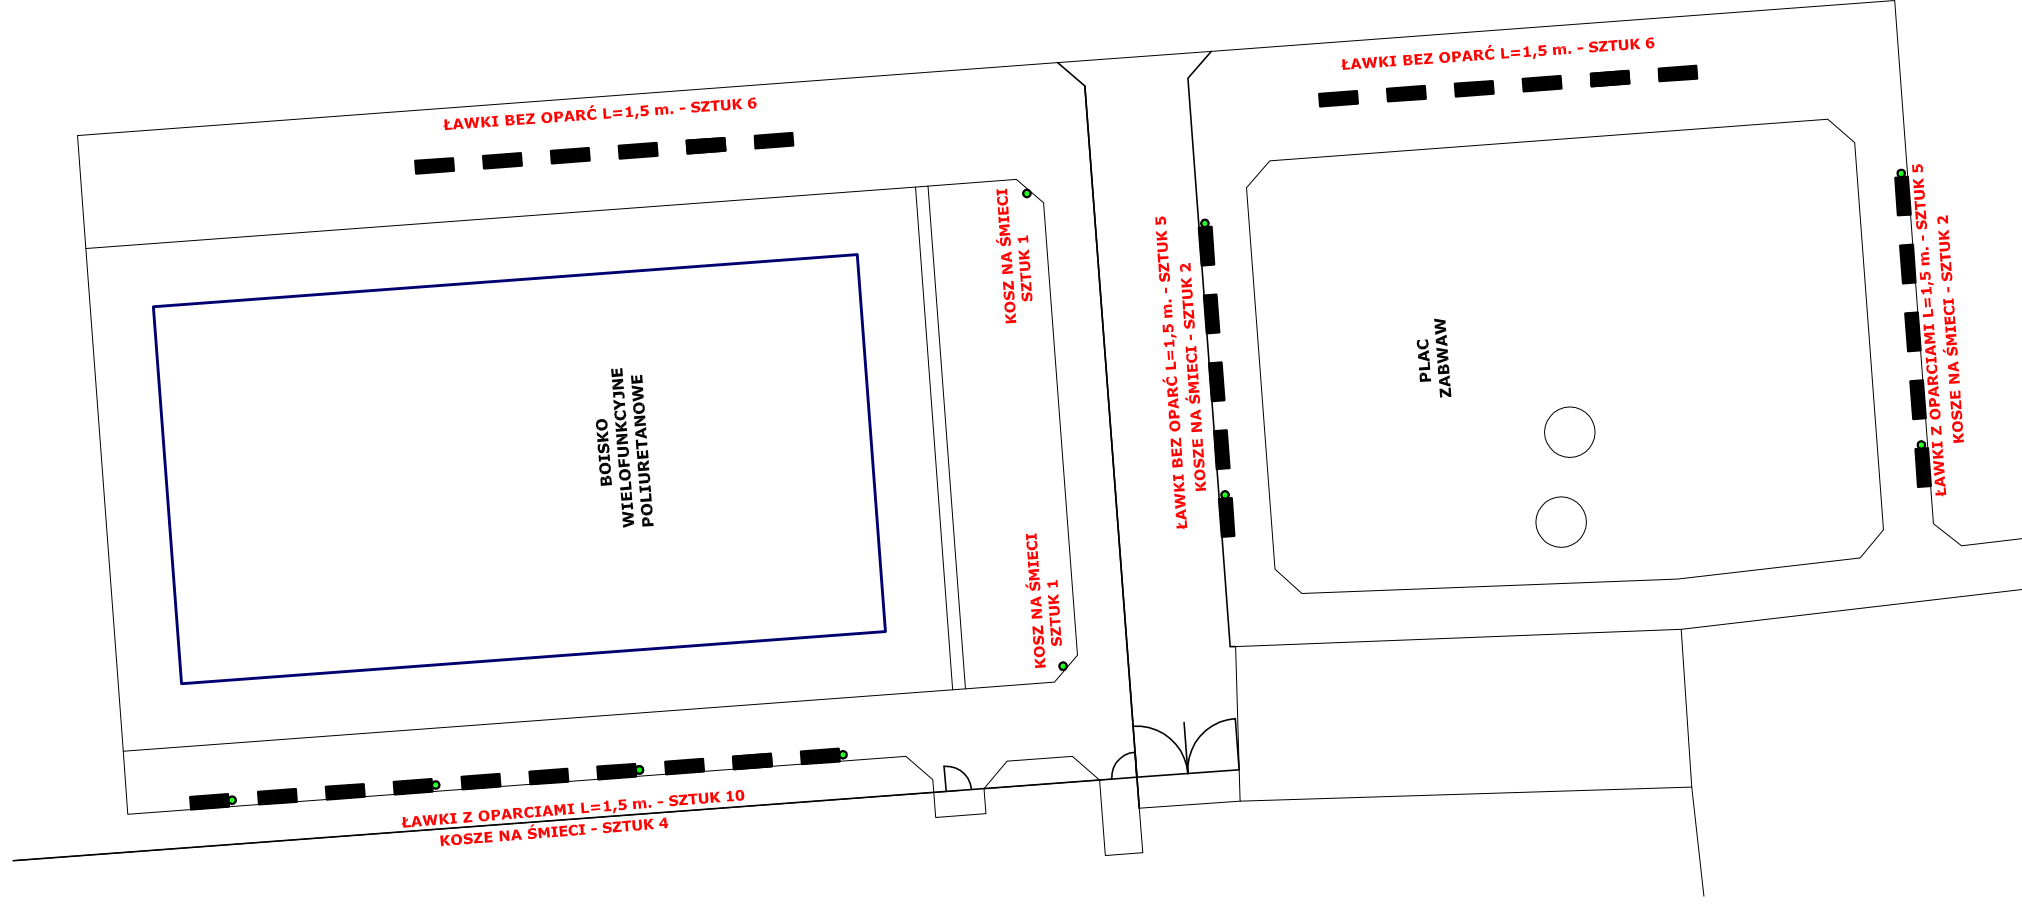 ŁAWKI BEZ OPARĆ L=1,5 m. - SZTUK 6
ŁAWKI BEZ OPARĆ L=1,5 m. - SZTUK 6
KOSZ NA ŚMIECI
SZTUK 1
ŁAWKI BEZ OPARĆ L=1,5 m. - SZTUK 5
KOSZE NA ŚMIECI - SZTUK 2
ŁAWKI Z OPARCIAMI L=1,5 m. - SZTUK 5
KOSZE NA ŚMIECI - SZTUK 2
BOISKO
WIELOFUNKCYJNE
POLIURETANOWE
PLAC
ZABWAW
KOSZ NA ŚMIECI
SZTUK 1
ŁAWKI Z OPARCIAMI L=1,5 m. - SZTUK 10
KOSZE NA ŚMIECI - SZTUK 4